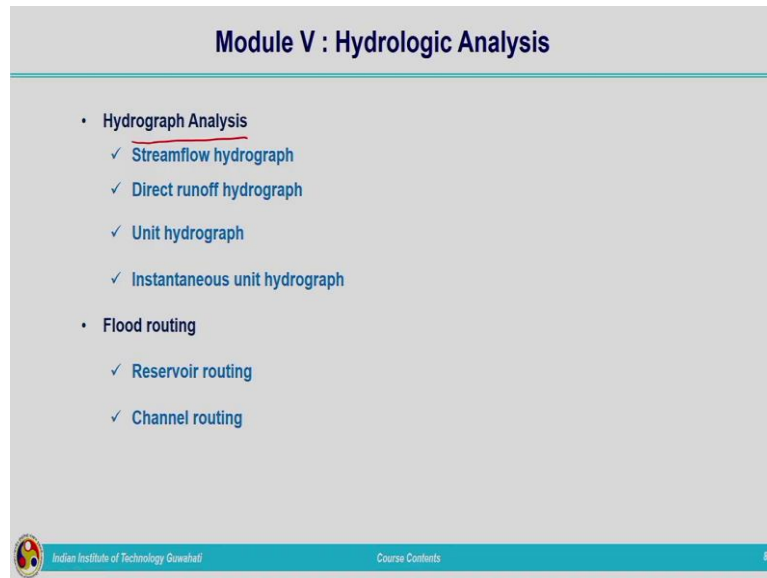 Module V : Hydrologic Analysis
• Hydrograph Analysis
✓ Streamflow hydrograph
✓ Direct runoff hydrograph
✓ Unit hydrograph
✓ Instantaneous unit hydrograph
• Flood routing
✓ Reservoir routing
✓ Channel routing
Indian Institute of Technology Guwahati Course Contents